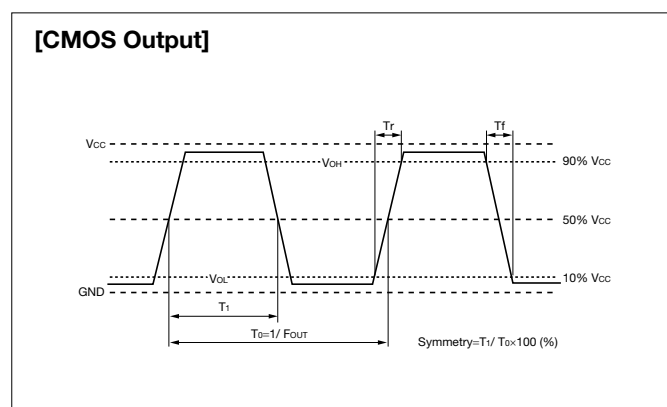 [CMOS Output]
Tr Tf
VCC
VOH 90% VCC
50% VCC
VOL 10% VCC
GND
T1
T0=1/ FOUT
Symmetry=T1/ T0×100 (%)